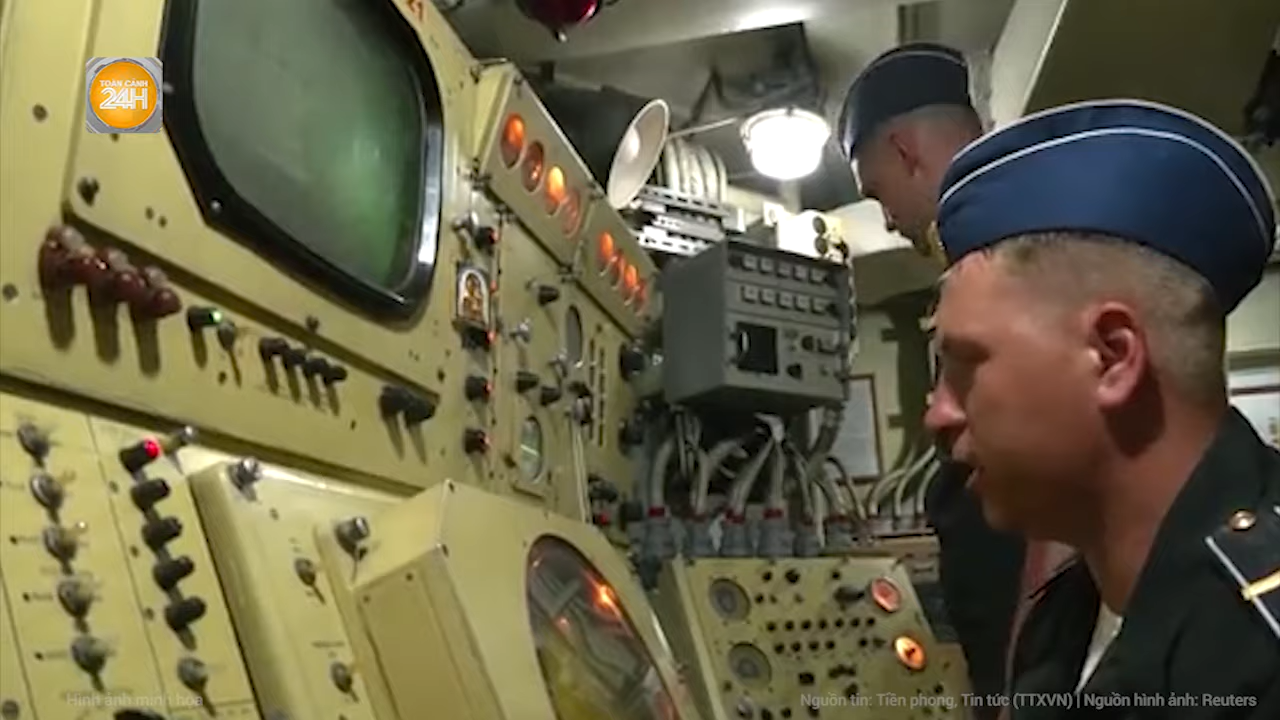 TOÀN CẢNH
24H
Hình ảnh minh họa
Nguồn tin: Tiền phong, Tin tức (TTXVN) | Nguồn hình ảnh: Reuters